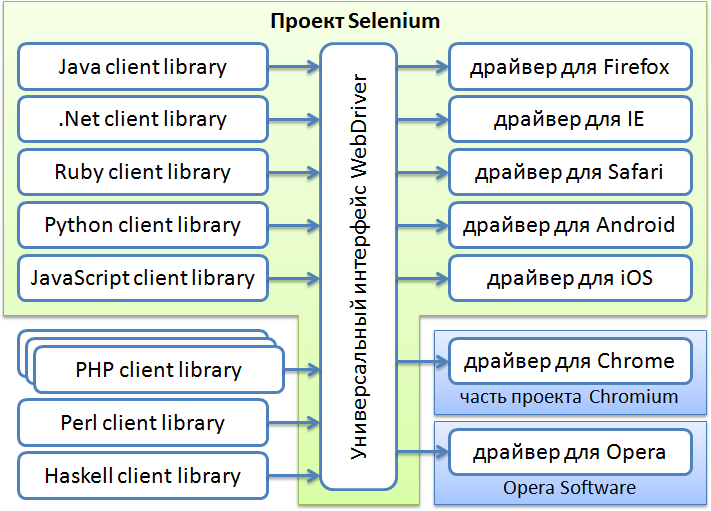 Проект Selenium
Java client library
.Net client library
Ruby client library
Python client library
JavaScript client library
PHP client library
Perl client library
Haskell client library
Универсальный интерфейс WebDriver
драйвер для Firefox
драйвер для IE
драйвер для Safari
драйвер для Android
драйвер для iOS
драйвер для Chrome
часть проекта Chromium
драйвер для Opera
Opera Software